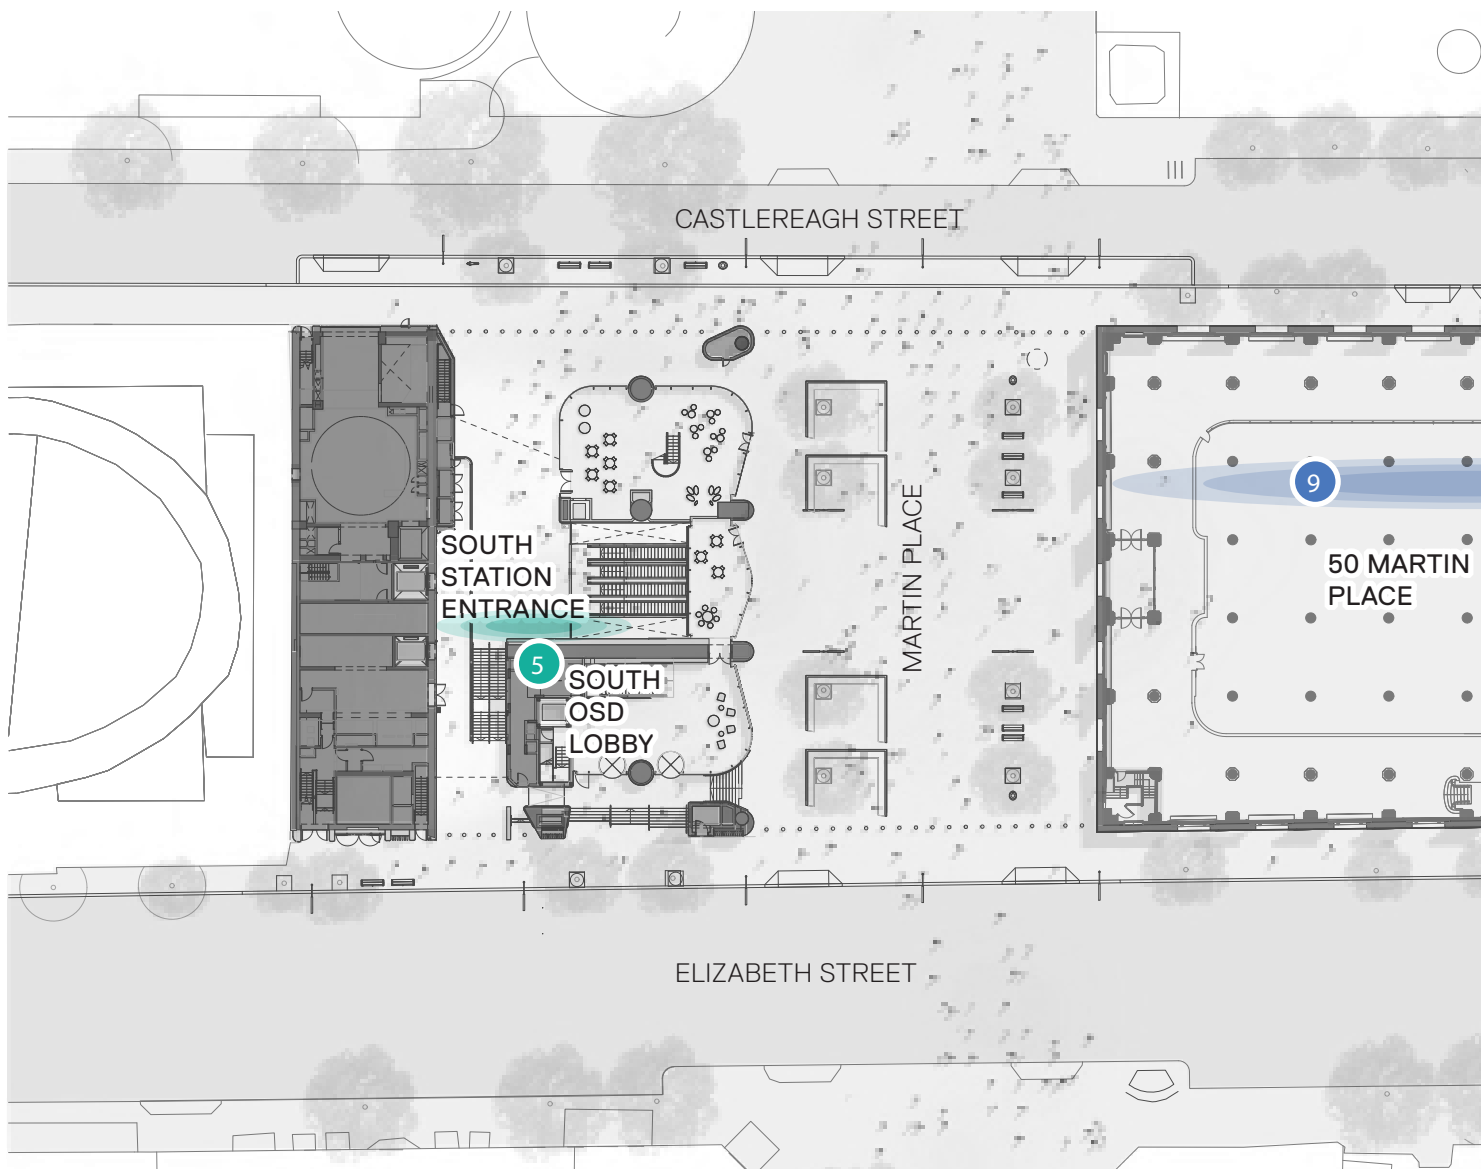 CASTLEREAGH STREET
SOUTH
STATION
ENTRANCE
5
SOUTH
OSD
LOBBY
MARTIN PLACE
9
50 MARTIN
PLACE
ELIZABETH STREET